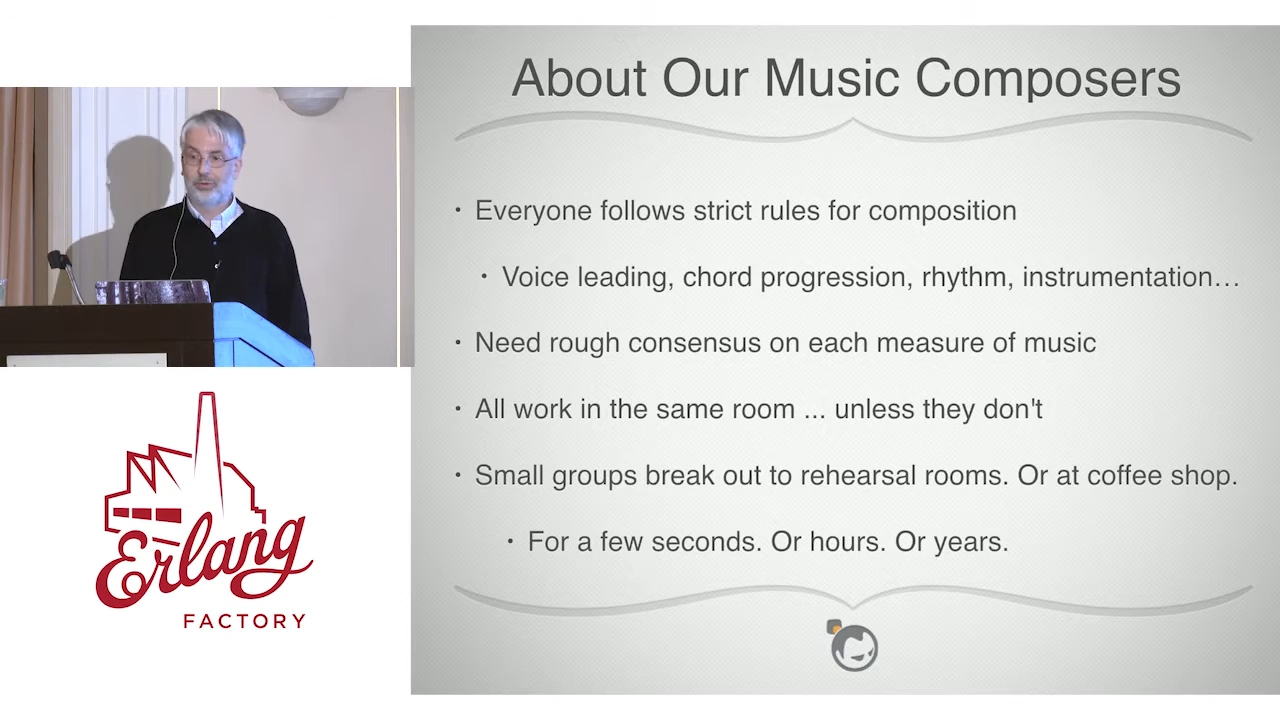 About Our Music Composers
• Everyone follows strict rules for composition
• Voice leading, chord progression, rhythm, instrumentation…
• Need rough consensus on each measure of music
• All work in the same room ... unless they don't
• Small groups break out to rehearsal rooms. Or at coffee shop.
• For a few seconds. Or hours. Or years.
Erlang
FACTORY